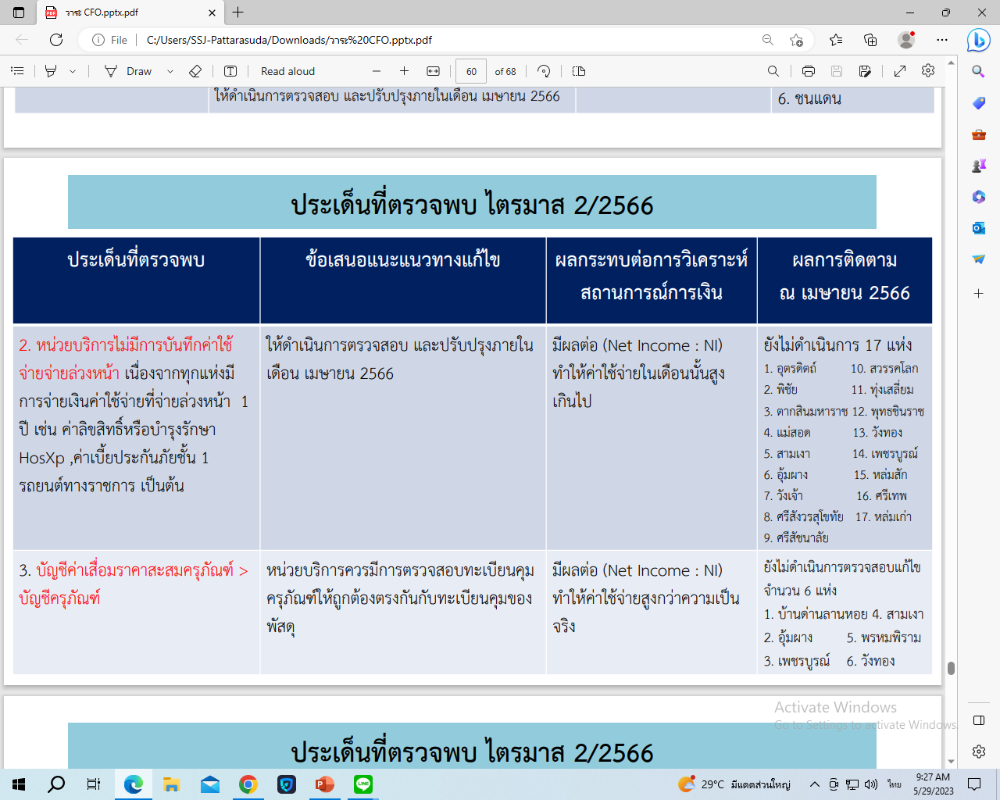 วาระ CFO.pptx.pdf
File
C:/Users/SSJ-Pattarasuda/Downloads/วาระ%20CFO.pptx.pdf
Draw
Read aloud
60
of 68
ให้ดำเนินการตรวจสอบ และปรับปรุงภายในเดือน เมษายน 2566
6. ชนแดน
ประเด็นที่ตรวจพบ ไตรมาส 2/2566
ประเด็นที่ตรวจพบ
ข้อเสนอแนะแนวทางแก้ไข
ผลกระทบต่อการวิเคราะห์
สถานการณ์การเงิน
ผลการติดตาม
ณ เมษายน 2566
2. หน่วยบริการไม่มีการบันทึกค่าใช้
จ่ายจ่ายล่วงหน้า เนื่องจากทุกแห่งมี
การจ่ายเงินค่าใช้จ่ายที่จ่ายล่วงหน้า 1
ปี เช่น ค่าลิขสิทธิ์หรือบำรุงรักษา
HosXp ,ค่าเบี้ยประกันภัยชั้น 1
รถยนต์ทางราชการ เป็นต้น
ให้ดำเนินการตรวจสอบ และปรับปรุงภายใน
เดือน เมษายน 2566
มีผลต่อ (Net Income : NI)
ทำให้ค่าใช้จ่ายในเดือนนั้นสูง
เกินไป
ยังไม่ดำเนินการ 17 แห่ง
1. อุตรดิตถ์ 10. สวรรคโลก
2. พิชัย 11. ทุ่งเสลี่ยม
3. ตากสินมหาราช 12. พุทธชินราช
4. แม่สอด 13. วังทอง
5. สามเงา 14. เพชรบูรณ์
6. อุ้มผาง 15. หล่มสัก
7. วังเจ้า 16. ศรีเทพ
8. ศรีสังวรสุโขทัย 17. หล่มเก่า
9. ศรีสัชนาลัย
3. บัญชีค่าเสื่อมราคาสะสมครุภัณฑ์ >
บัญชีครุภัณฑ์
หน่วยบริการควรมีการตรวจสอบทะเบียนคุม
ครุภัณฑ์ให้ถูกต้องตรงกันกับทะเบียนคุมของ
พัสดุ
มีผลต่อ (Net Income : NI)
ทำให้ค่าใช้จ่ายสูงกว่าความเป็น
จริง
ยังไม่ดำเนินการตรวจสอบแก้ไข
จำนวน 6 แห่ง
1. บ้านด่านลานหอย 4. สามเงา
2. อุ้มผาง 5. พรหมพิราม
3. เพชรบูรณ์ 6. วังทอง
Activate Windows
Go to Settings to activate Windows.
ประเด็นที่ตรวจพบ ไตรมาส 2/2566
29°C มีแดดส่วนใหญ่
ไทย
9:27 AM
5/29/2023